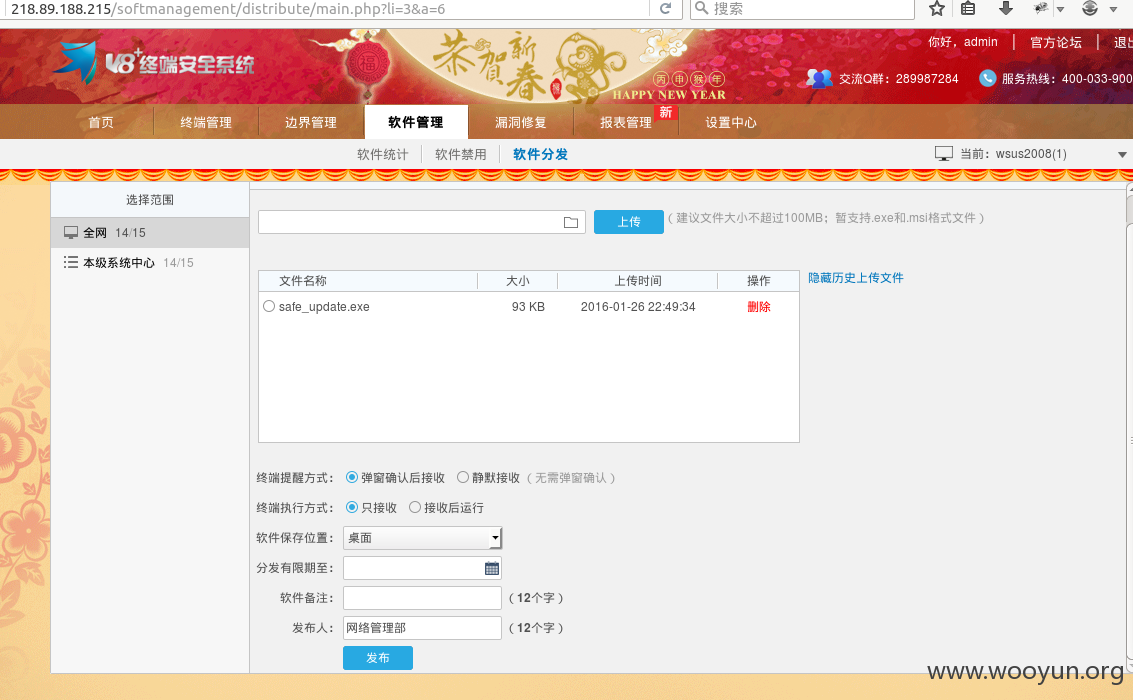 218.89.188.215/softmanagement/distribute/main.php?li=3&a=6
搜索
V8+终端安全系统
福
恭贺新春
丙申猴年
HAPPY NEW YEAR
你好，admin | 官方论坛 | 退出
交流Q群：289987284
服务热线：400-033-900
首页 终端管理 边界管理 软件管理 漏洞修复 报表管理 新 设置中心
软件统计 软件禁用 软件分发
当前：wsus2008(1)
选择范围
全网 14/15
本级系统中心 14/15
上传
（建议文件大小不超过100MB；暂支持.exe和.msi格式文件）
文件名称 大小 上传时间 操作
隐藏历史上传文件
safe_update.exe 93 KB 2016-01-26 22:49:34 删除
终端提醒方式： 弹窗确认后接收 静默接收（无需弹窗确认）
终端执行方式： 只接收 接收后运行
软件保存位置： 桌面
分发有限期至：
软件备注： （12个字）
发布人： 网络管理部 （12个字）
发布
www.wooyun.org